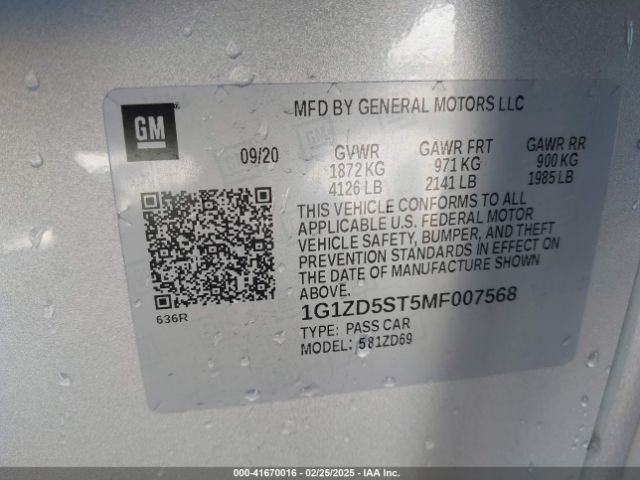 GM
MFD BY GENERAL MOTORS LLC
09/20 GVWR GAWR FRT GAWR RR
1872 KG 971 KG 900 KG
4126 LB 2141 LB 1985 LB
THIS VEHICLE CONFORMS TO ALL
APPLICABLE U.S. FEDERAL MOTOR
VEHICLE SAFETY, BUMPER, AND THEFT
PREVENTION STANDARDS IN EFFECT ON
THE DATE OF MANUFACTURE SHOWN
ABOVE.
636R
1G1ZD5ST5MF007568
TYPE: PASS CAR
MODEL: 581ZD69
000-41670016 - 02/25/2025 - IAA Inc.